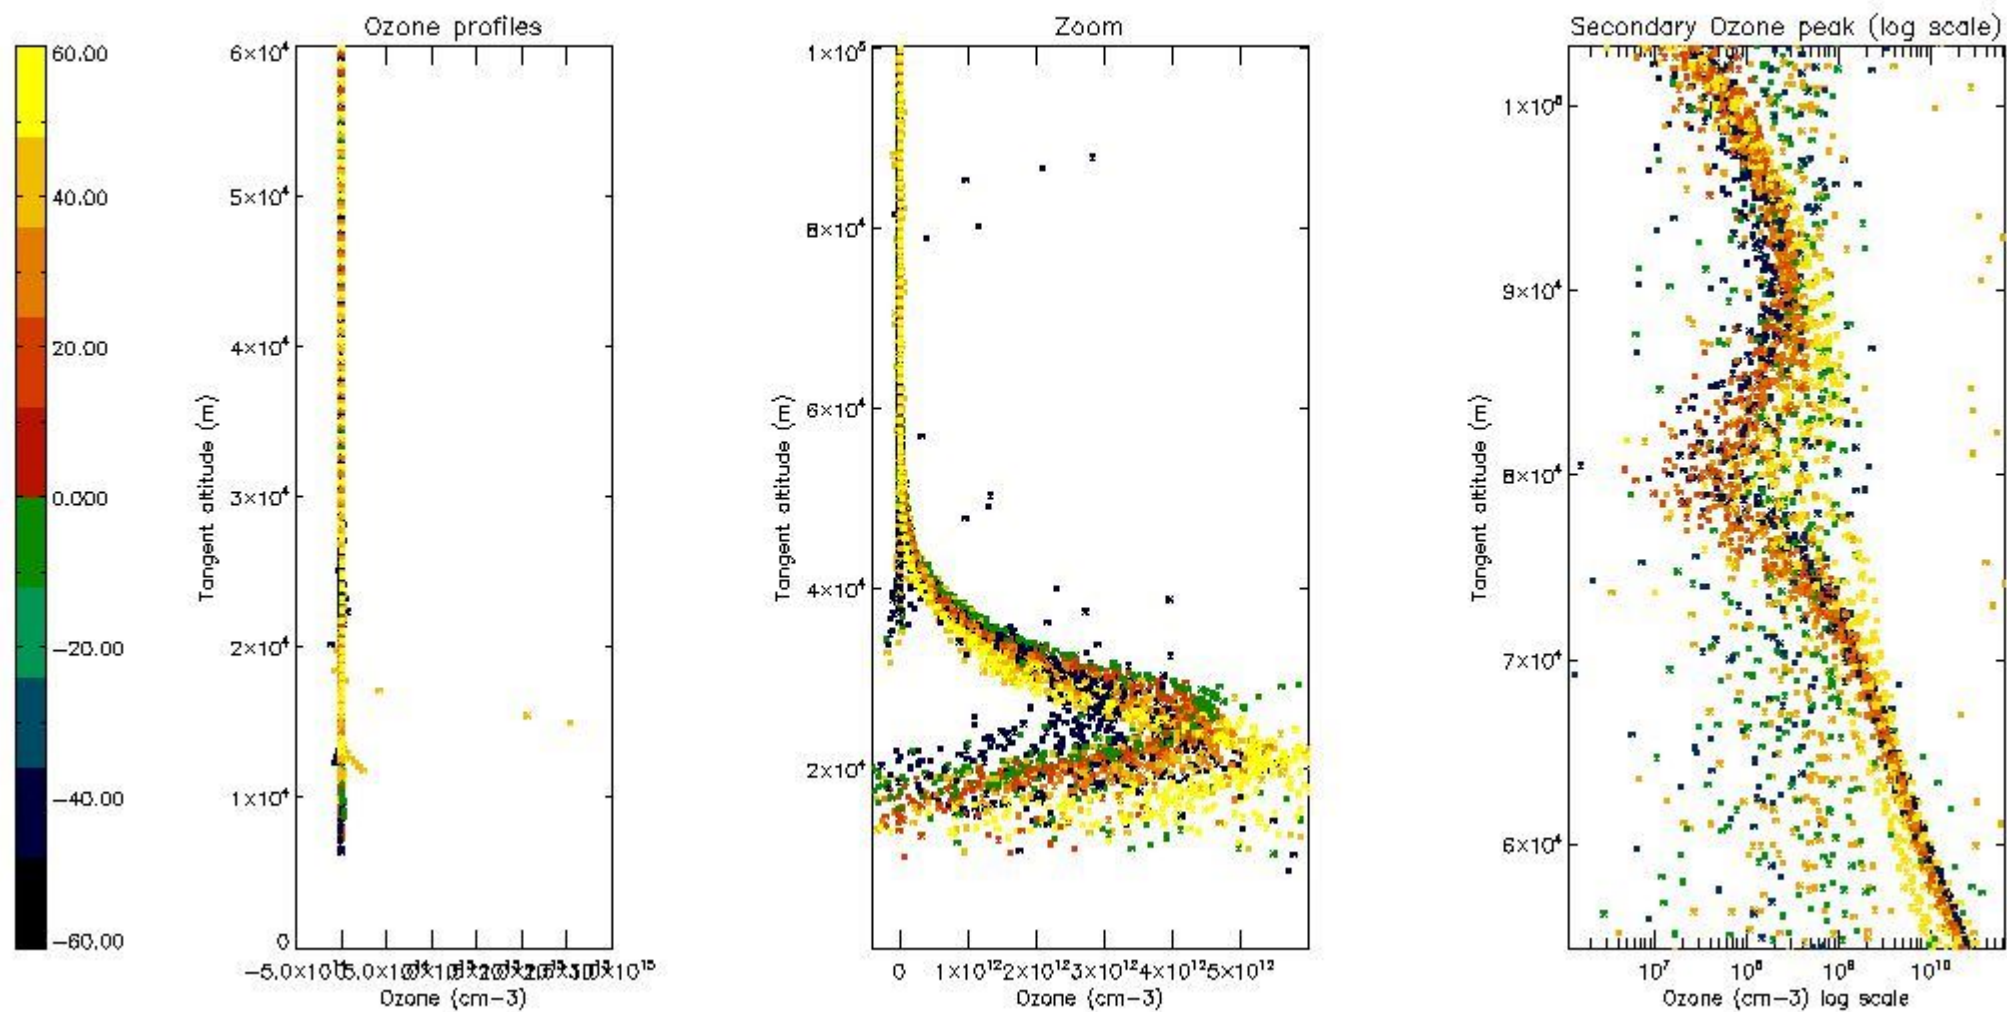 Ozone profiles
Zoom
Secondary Ozone peak (log scale)
60.00
40.00
20.00
0.000
−20.00
−40.00
−60.00
6×10⁴
5×10⁴
4×10⁴
3×10⁴
2×10⁴
1×10⁴
0
Tangent altitude (m)
Ozone (cm−3)
1×10⁵
8×10⁴
6×10⁴
4×10⁴
2×10⁴
Tangent altitude (m)
0 1×10¹² 2×10¹² 3×10¹² 4×10¹² 5×10¹²
Ozone (cm−3)
9×10⁴
8×10⁴
7×10⁴
6×10⁴
Tangent altitude (m)
10⁷ 10⁸ 10⁹ 10¹⁰
Ozone (cm−3) log scale